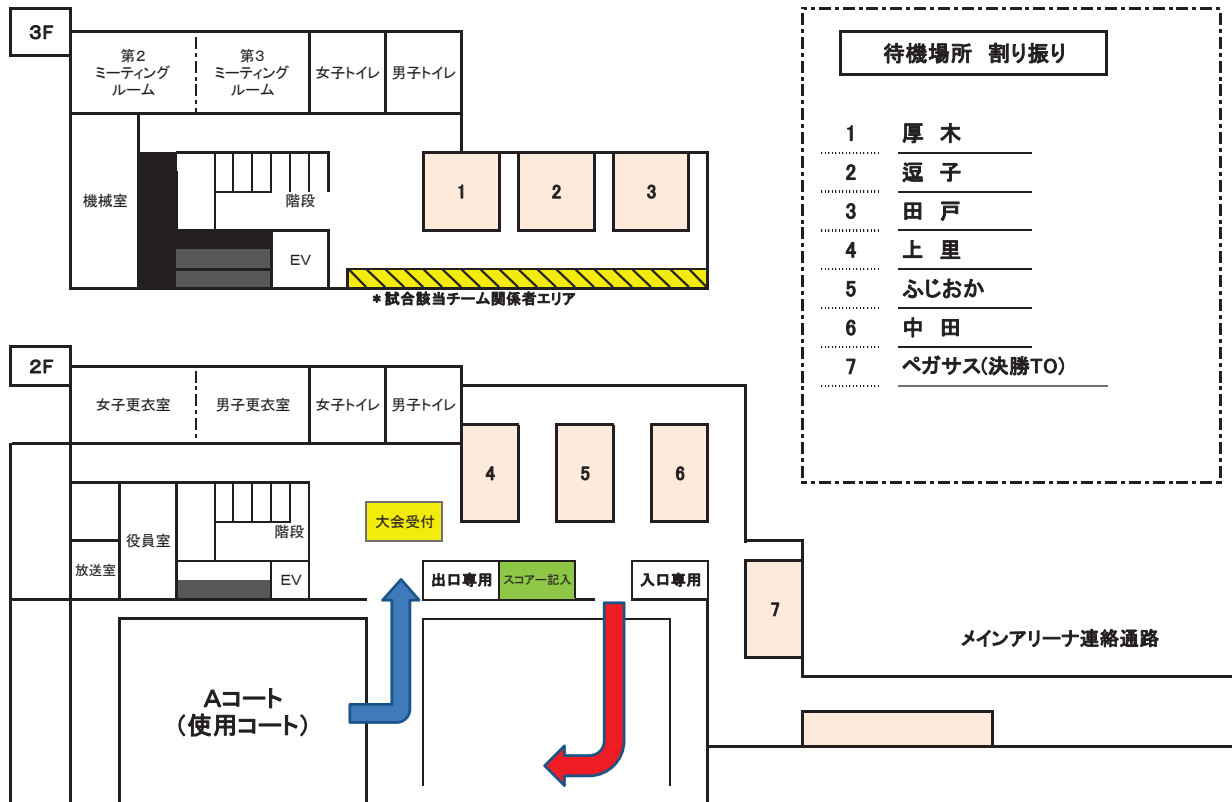 3F
第2
ミーティング
ルーム
第3
ミーティング
ルーム
女子トイレ
男子トイレ
機械室
階段
EV
1
2
3
*試合該当チーム関係者エリア
待機場所 割り振り
1 厚 木
2 逗 子
3 田 戸
4 上 里
5 ふじおか
6 中 田
7 ペガサス(決勝TO)
2F
女子更衣室
男子更衣室
女子トイレ
男子トイレ
4
5
6
大会受付
階段
役員室
放送室
EV
出口専用
スコアー記入
入口専用
7
メインアリーナ連絡通路
Aコート
(使用コート)